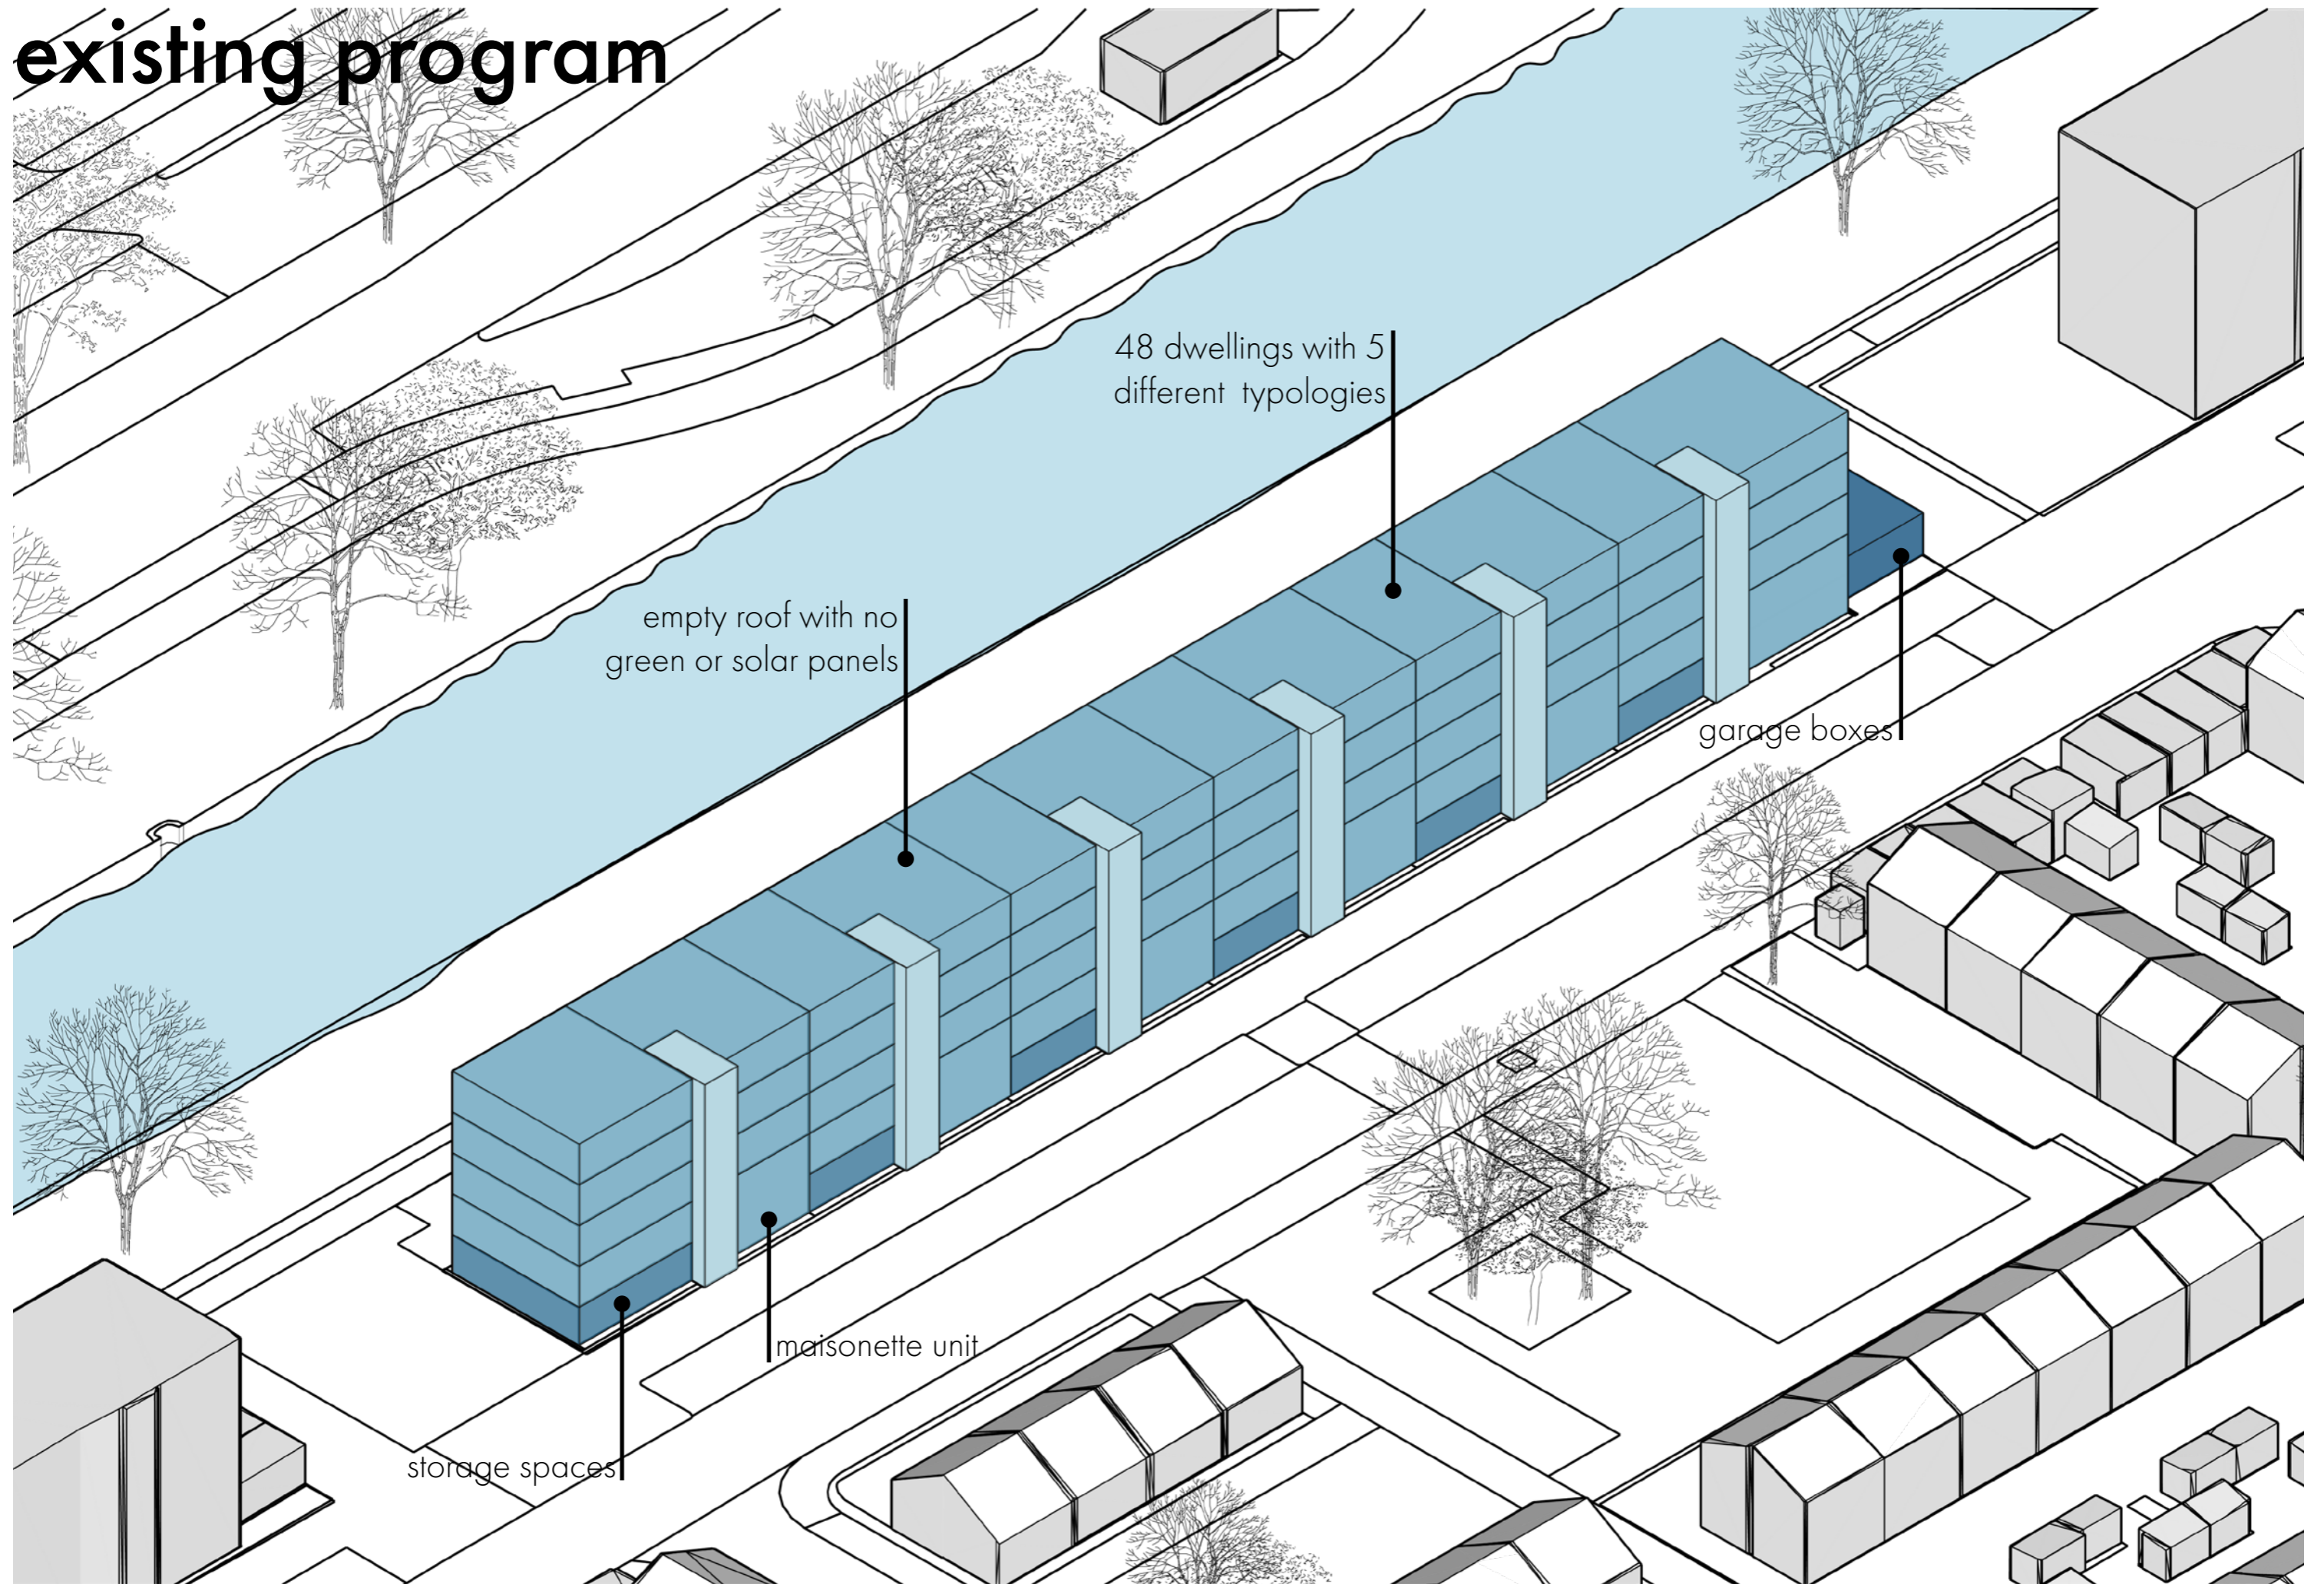 existing program
48 dwellings with 5
different typologies
empty roof with no
green or solar panels
garage boxes
maisonette unit
storage spaces